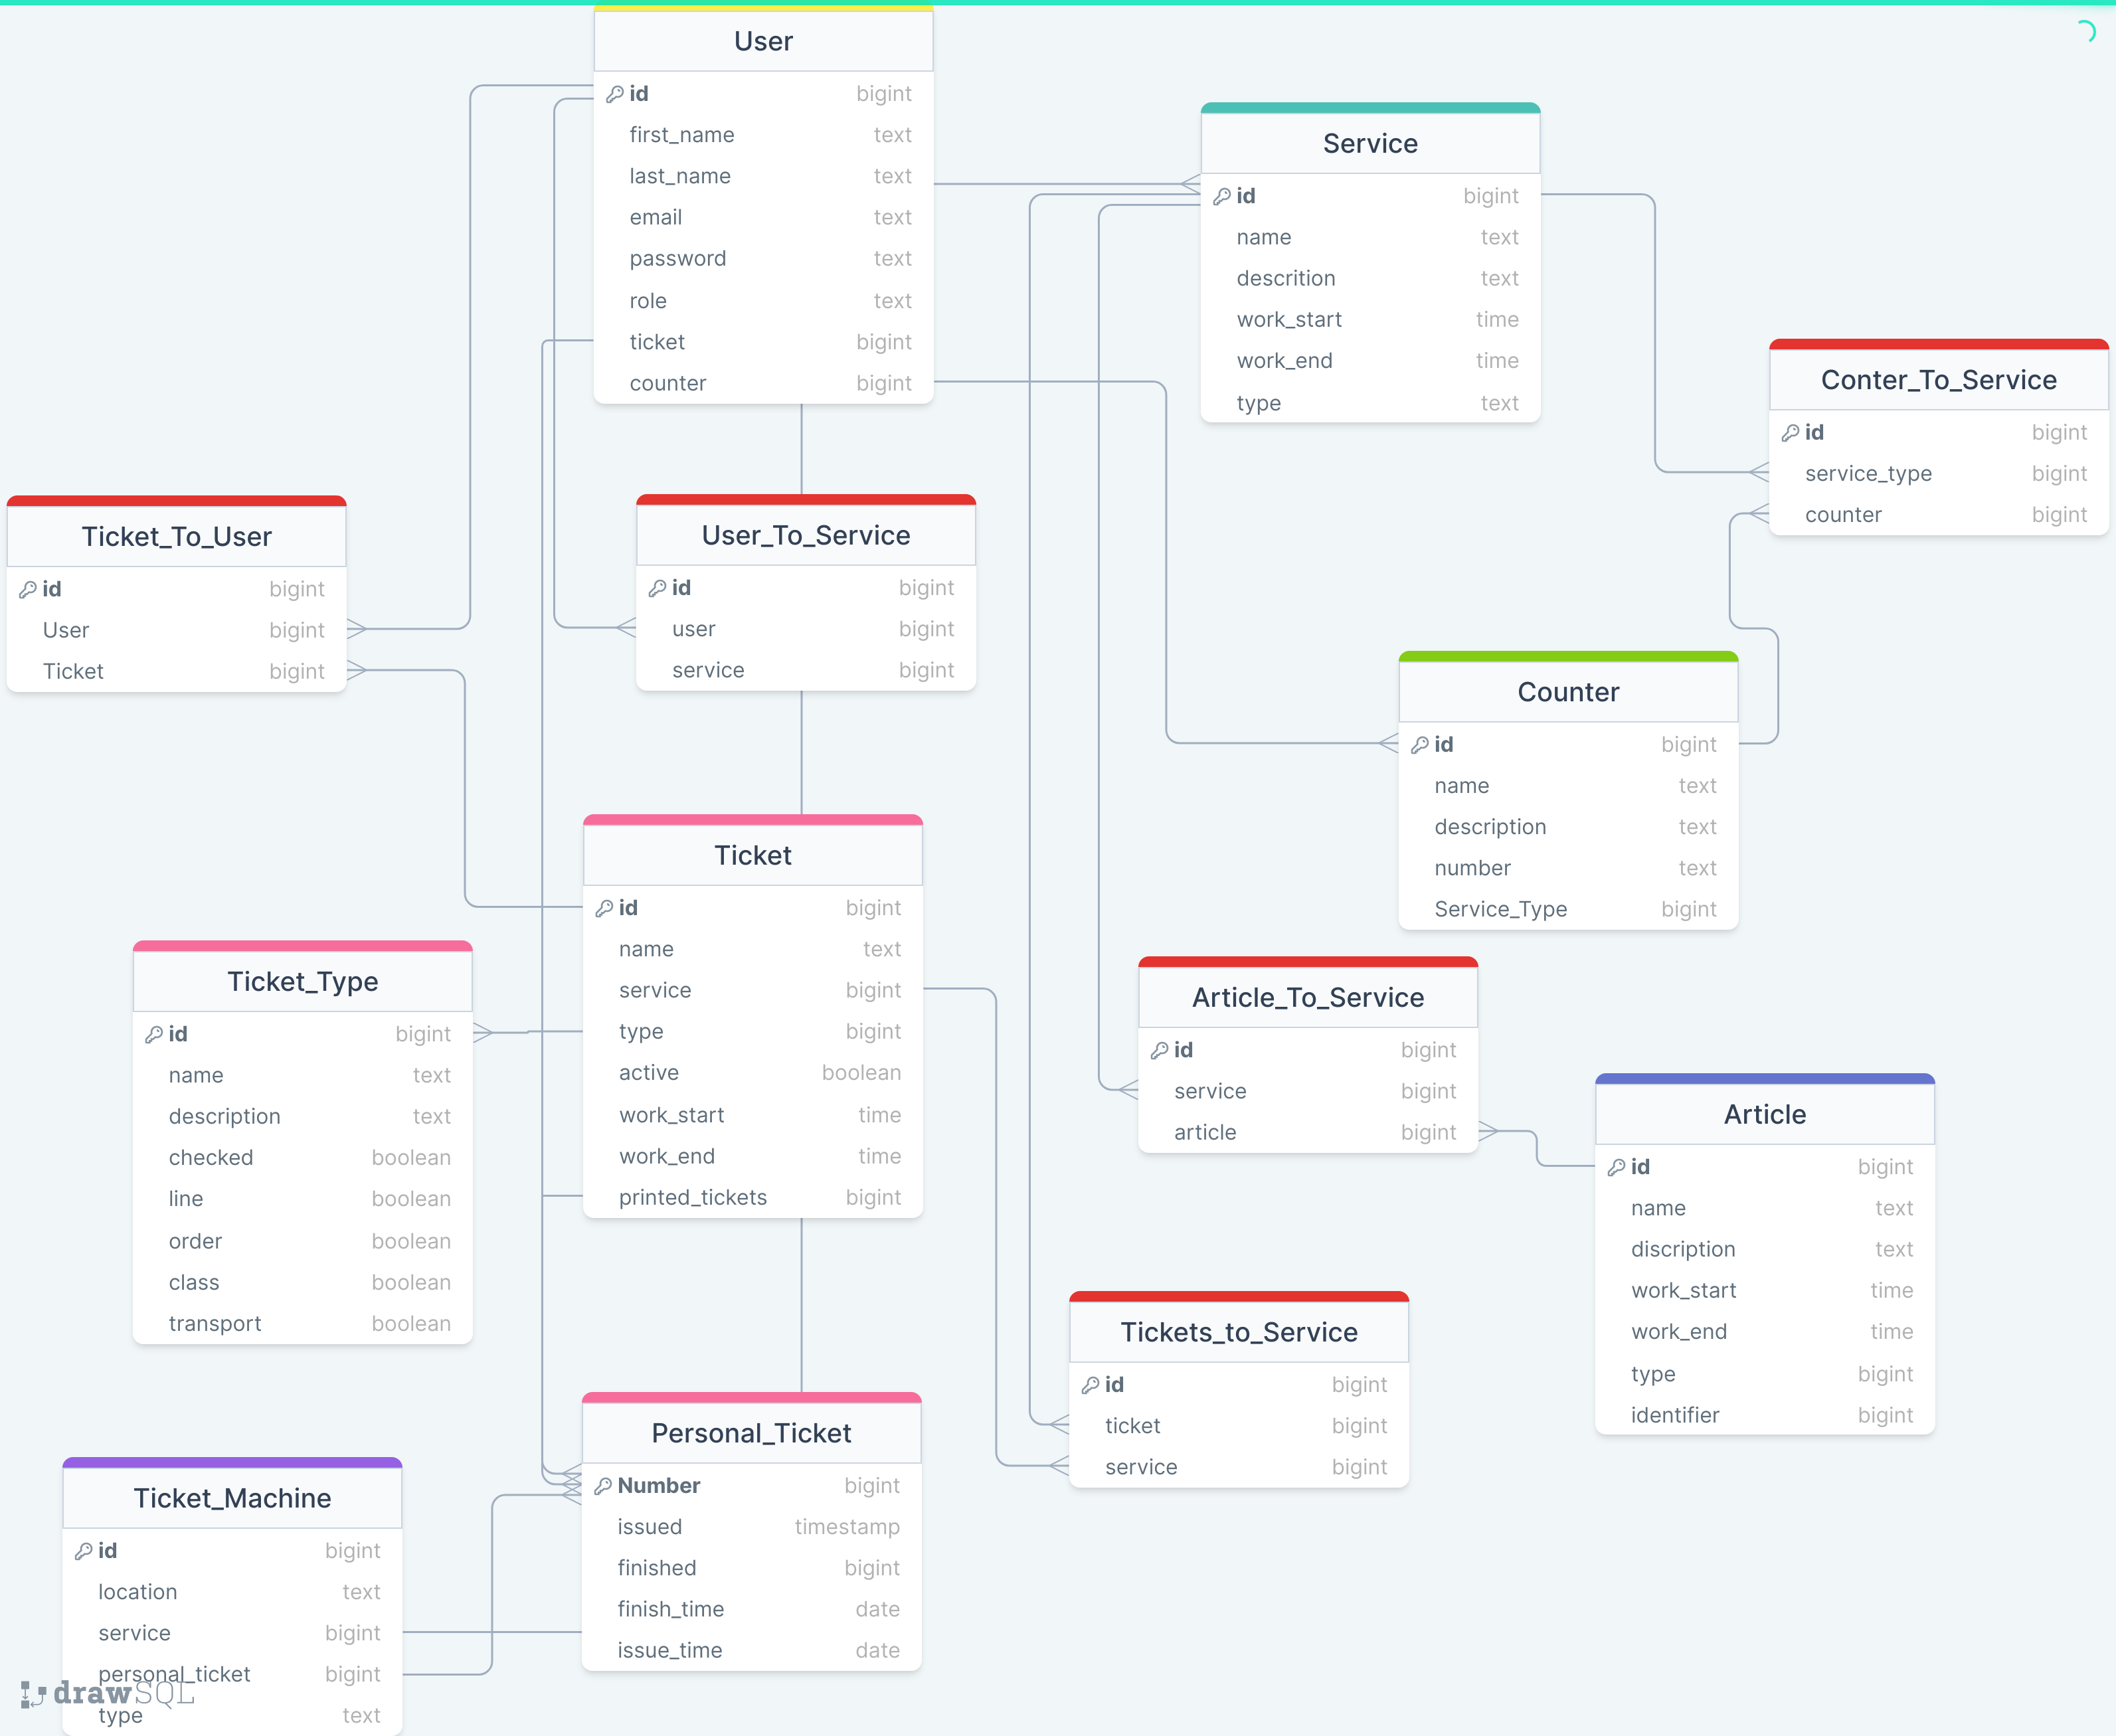 User
id bigint
first_name text
last_name text
email text
password text
role text
ticket bigint
counter bigint
Service
id bigint
name text
descrition text
work_start time
work_end time
type text
Conter_To_Service
id bigint
service_type bigint
counter bigint
Ticket_To_User
id bigint
User bigint
Ticket bigint
User_To_Service
id bigint
user bigint
service bigint
Counter
id bigint
name text
description text
number text
Service_Type bigint
Ticket
id bigint
name text
service bigint
type bigint
active boolean
work_start time
work_end time
printed_tickets bigint
Ticket_Type
id bigint
name text
description text
checked boolean
line boolean
order boolean
class boolean
transport boolean
Article_To_Service
id bigint
service bigint
article bigint
Article
id bigint
name text
discription text
work_start time
work_end time
type bigint
identifier bigint
Tickets_to_Service
id bigint
ticket bigint
service bigint
Personal_Ticket
Number bigint
issued timestamp
finished bigint
finish_time date
issue_time date
Ticket_Machine
id bigint
location text
service bigint
personal_ticket bigint
type text
drawSQL